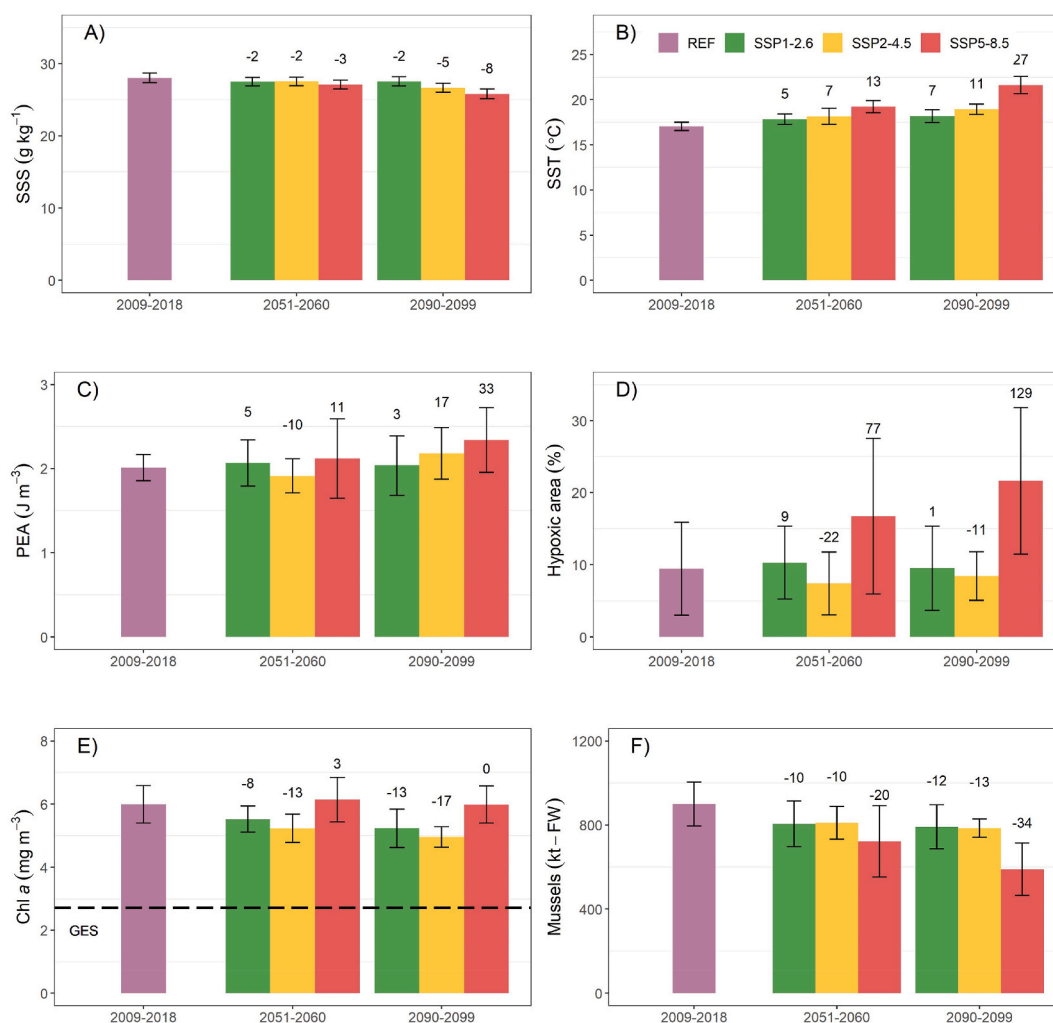 A)
-2 -2 -3 -2 -5 -8
30
20
10
0
SSS (g kg⁻¹)
2009-2018 2051-2060 2090-2099
B)
REF SSP1-2.6 SSP2-4.5 SSP5-8.5
5 7 13 7 11 27
25
20
15
10
5
0
SST (°C)
2009-2018 2051-2060 2090-2099
C)
5 -10 11 3 17 33
3
2
1
0
PEA (J m⁻³)
2009-2018 2051-2060 2090-2099
D)
9 -22 77 1 -11 129
30
20
10
0
Hypoxic area (%)
2009-2018 2051-2060 2090-2099
E)
-8 -13 3 -13 -17 0
8
6
4
2
0
Chl a (mg m⁻³)
GES
2009-2018 2051-2060 2090-2099
F)
-10 -10 -20 -12 -13 -34
1200
800
400
0
Mussels (kt – FW)
2009-2018 2051-2060 2090-2099